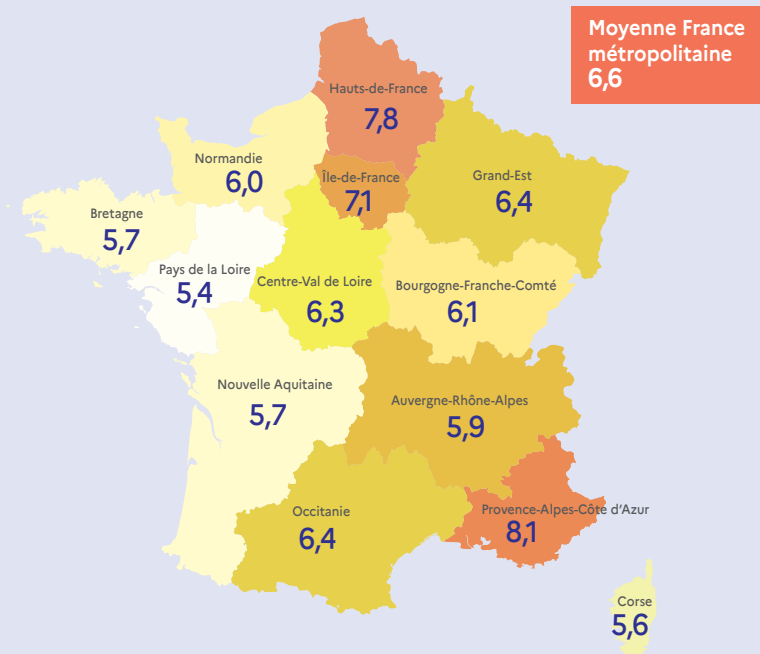 Moyenne France
métropolitaine
6,6
Hauts-de-France
7,8
Normandie
6,0
Île-de-France
7,1
Grand-Est
6,4
Bretagne
5,7
Pays de la Loire
5,4
Centre-Val de Loire
6,3
Bourgogne-Franche-Comté
6,1
Nouvelle Aquitaine
5,7
Auvergne-Rhône-Alpes
5,9
Occitanie
6,4
Provence-Alpes-Côte d’Azur
8,1
Corse
5,6